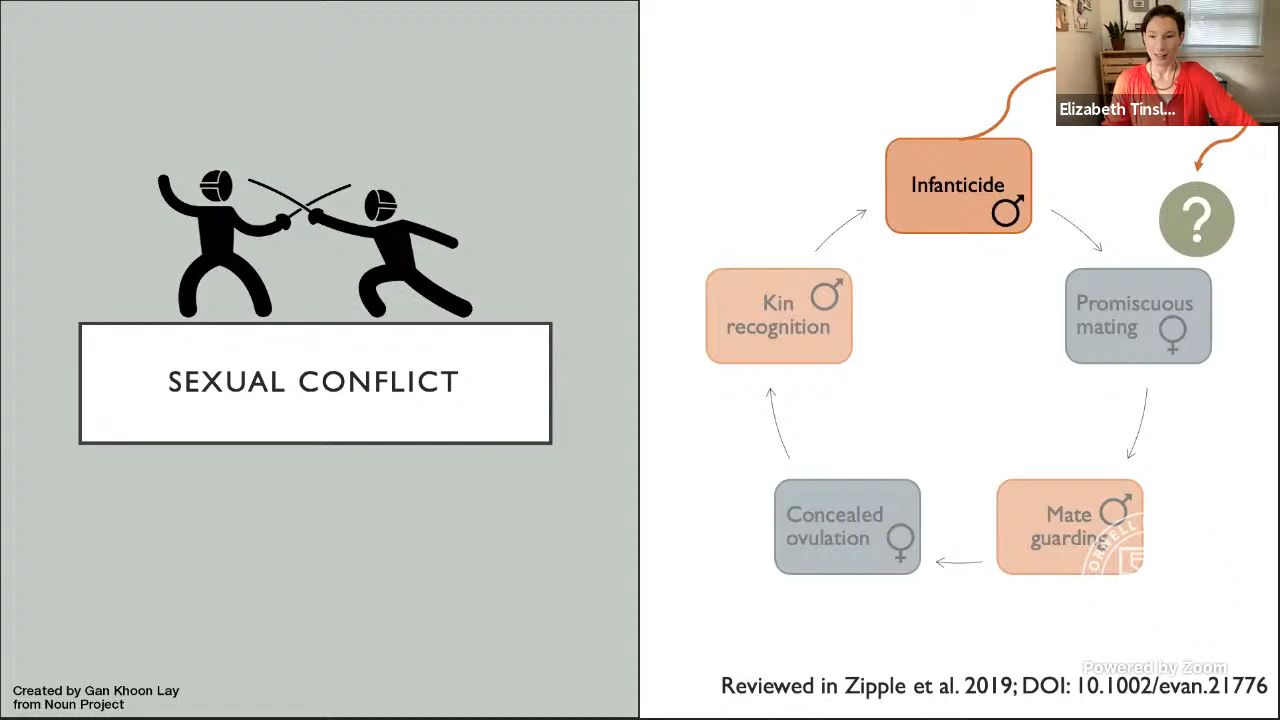 Elizabeth Tinsl...
Infanticide
?
Kin
recognition
Promiscuous
mating
SEXUAL CONFLICT
Concealed
ovulation
Mate
guarding
CORNELL
Powered by Zoom
Created by Gan Khoon Lay
from Noun Project
Reviewed in Zipple et al. 2019; DOI: 10.1002/evan.21776